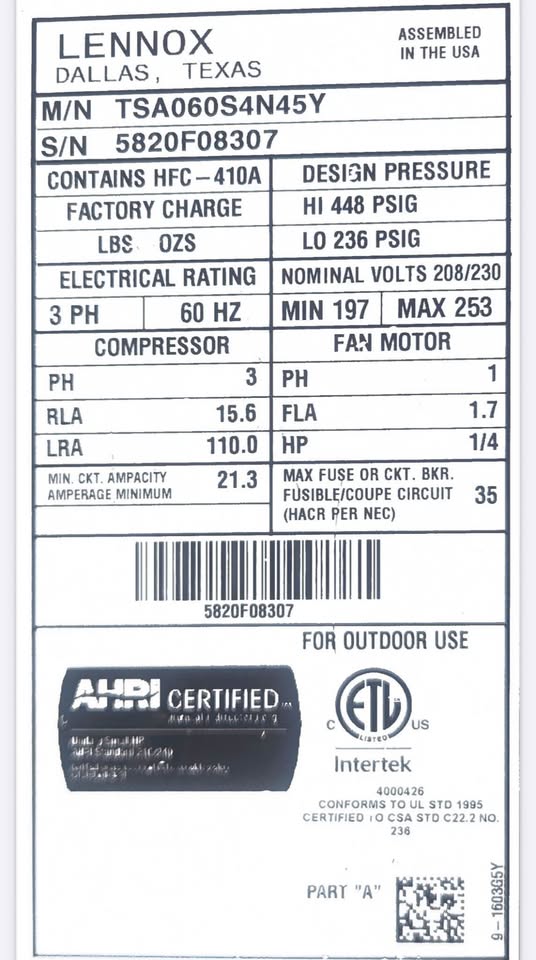 LENNOX
DALLAS, TEXAS
ASSEMBLED
IN THE USA
M/N TSA060S4N45Y
S/N 5820F08307
CONTAINS HFC-410A
DESIGN PRESSURE
FACTORY CHARGE
HI 448 PSIG
LBS OZS
LO 236 PSIG
ELECTRICAL RATING
NOMINAL VOLTS 208/230
3 PH
60 HZ
MIN 197
MAX 253
COMPRESSOR
FAN MOTOR
PH 3
PH 1
RLA 15.6
FLA 1.7
LRA 110.0
HP 1/4
MIN. CKT. AMPACITY
AMPERAGE MINIMUM
21.3
MAX FUSE OR CKT. BKR.
FUSIBLE/COUPE CIRCUIT
(HACR PER NEC)
35
5820F08307
FOR OUTDOOR USE
AHRI CERTIFIED
C ETL US
LISTED
Intertek
4000426
CONFORMS TO UL STD 1995
CERTIFIED TO CSA STD C22.2 NO.
236
PART "A"
9-1603G5Y